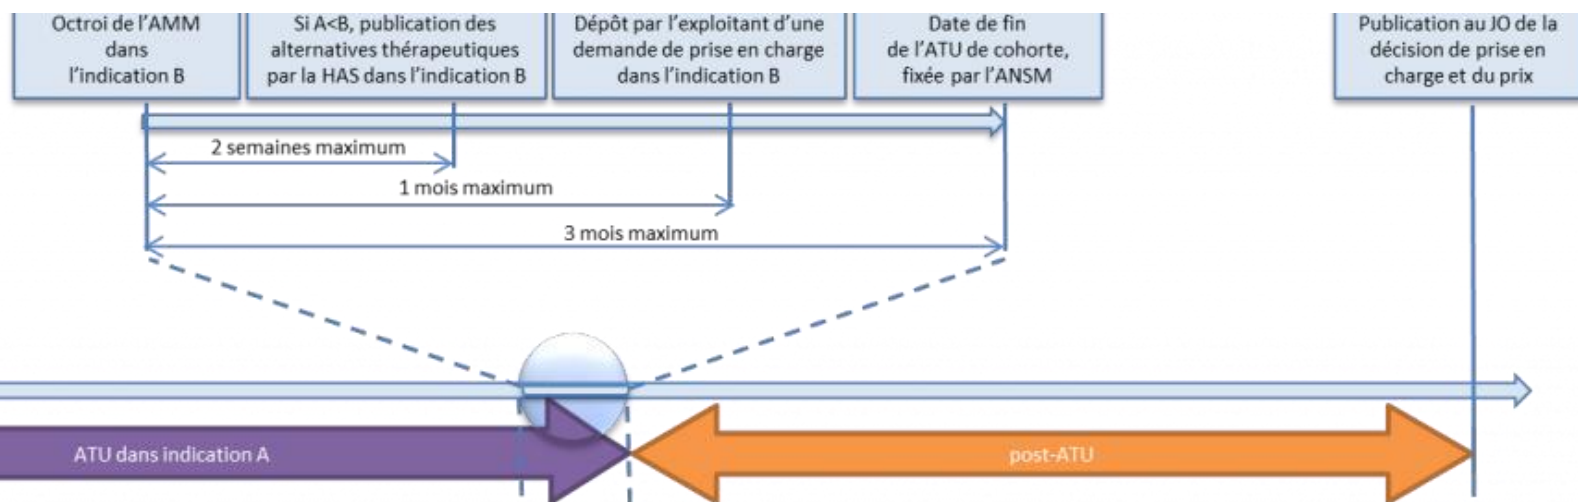 Octroi de l'AMM
dans
l'indication B
Si A<B, publication des
alternatives thérapeutiques
par la HAS dans l'indication B
Dépôt par l'exploitant d'une
demande de prise en charge
dans l'indication B
Date de fin
de l'ATU de cohorte,
fixée par l'ANSM
Publication au JO de la
décision de prise en
charge et du prix
2 semaines maximum
1 mois maximum
3 mois maximum
ATU dans indication A
post-ATU